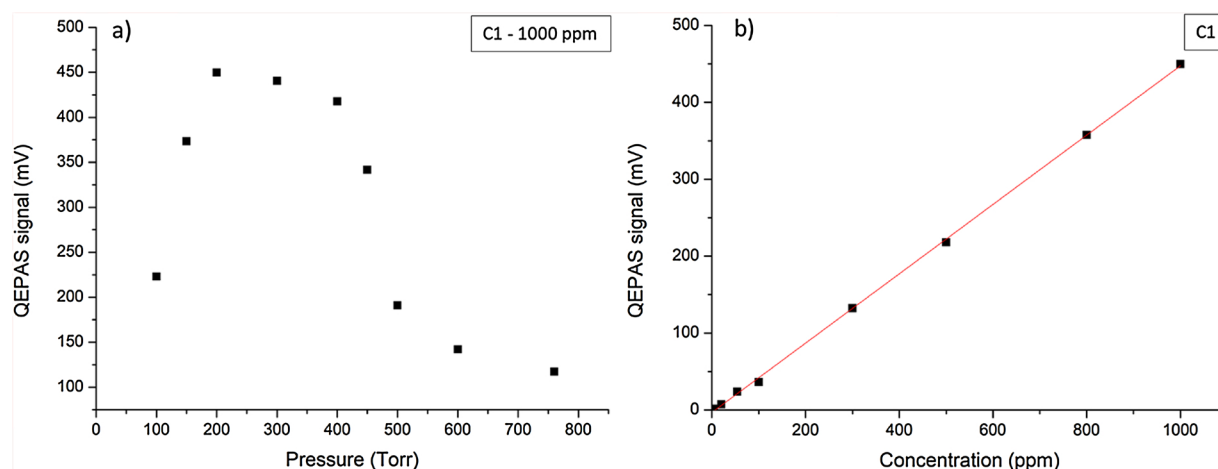 a)
C1 - 1000 ppm
500
450
400
350
300
250
200
150
100
QEPAS signal (mV)
0 100 200 300 400 500 600 700 800
Pressure (Torr)
b)
C1
500
400
300
200
100
0
QEPAS signal (mV)
0 200 400 600 800 1000
Concentration (ppm)